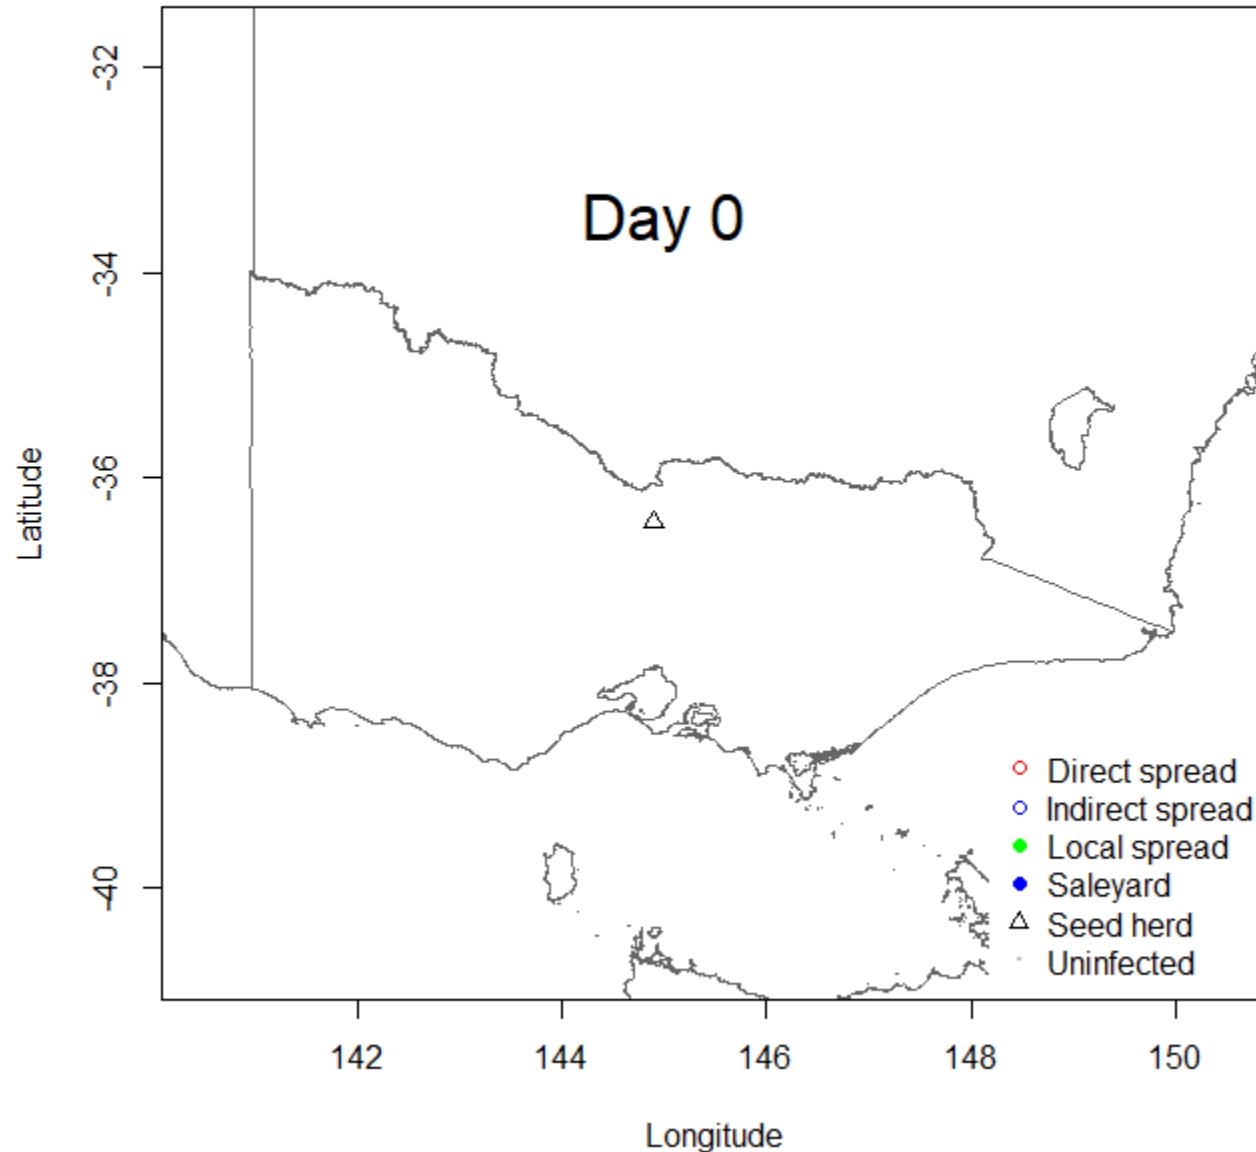 Day 0
Latitude
-32
-34
-36
-38
-40
142
144
146
148
150
Longitude
Direct spread
Indirect spread
Local spread
Saleyard
Seed herd
Uninfected